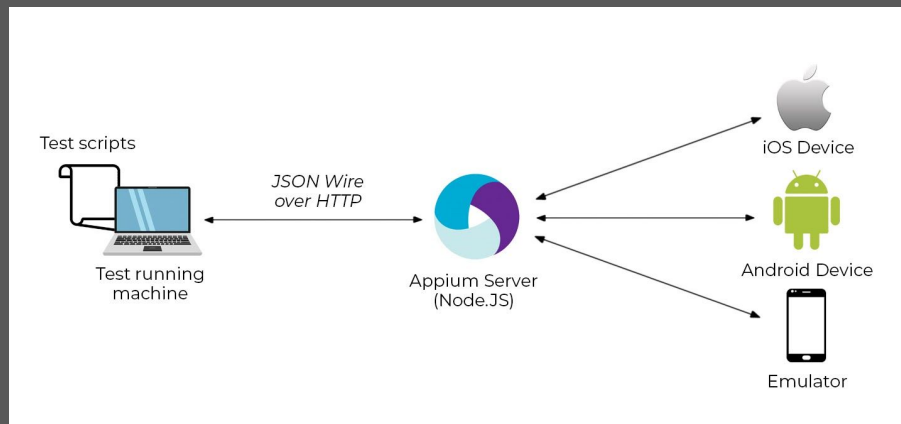 Test scripts
Test running
machine
JSON Wire
over HTTP
Appium Server
(Node.JS)
iOS Device
Android Device
Emulator